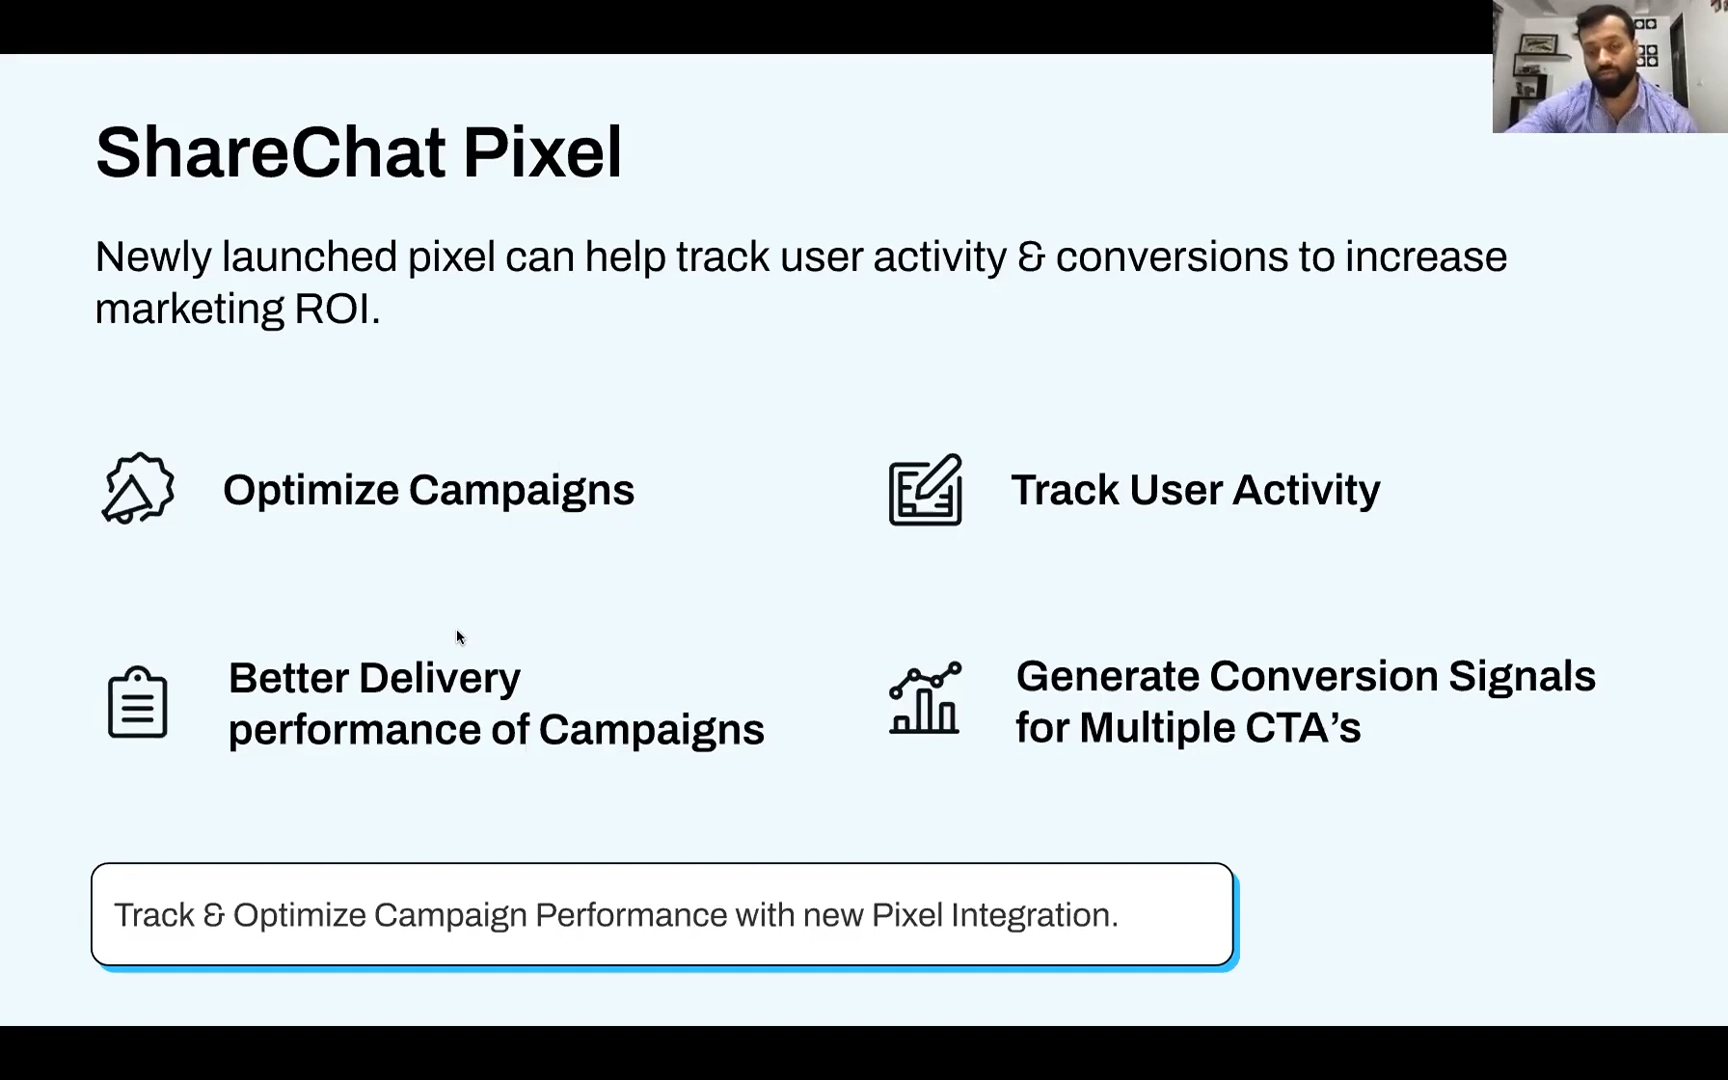 ShareChat Pixel
Newly launched pixel can help track user activity & conversions to increase
marketing ROI.
Optimize Campaigns
Track User Activity
Better Delivery
performance of Campaigns
Generate Conversion Signals
for Multiple CTA’s
Track & Optimize Campaign Performance with new Pixel Integration.